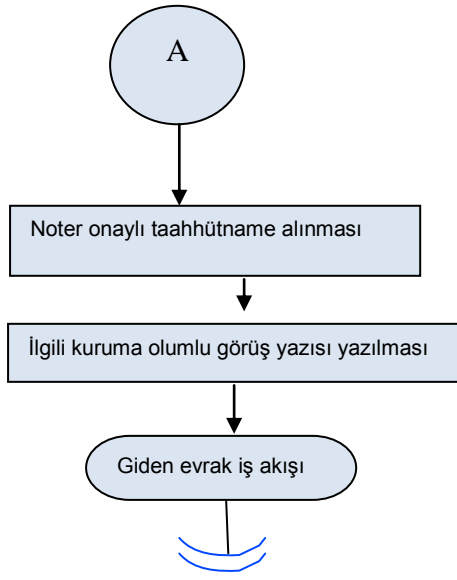 A
Noter onaylı taahhütname alınması
İlgili kuruma olumlu görüş yazısı yazılması
Giden evrak iş akışı